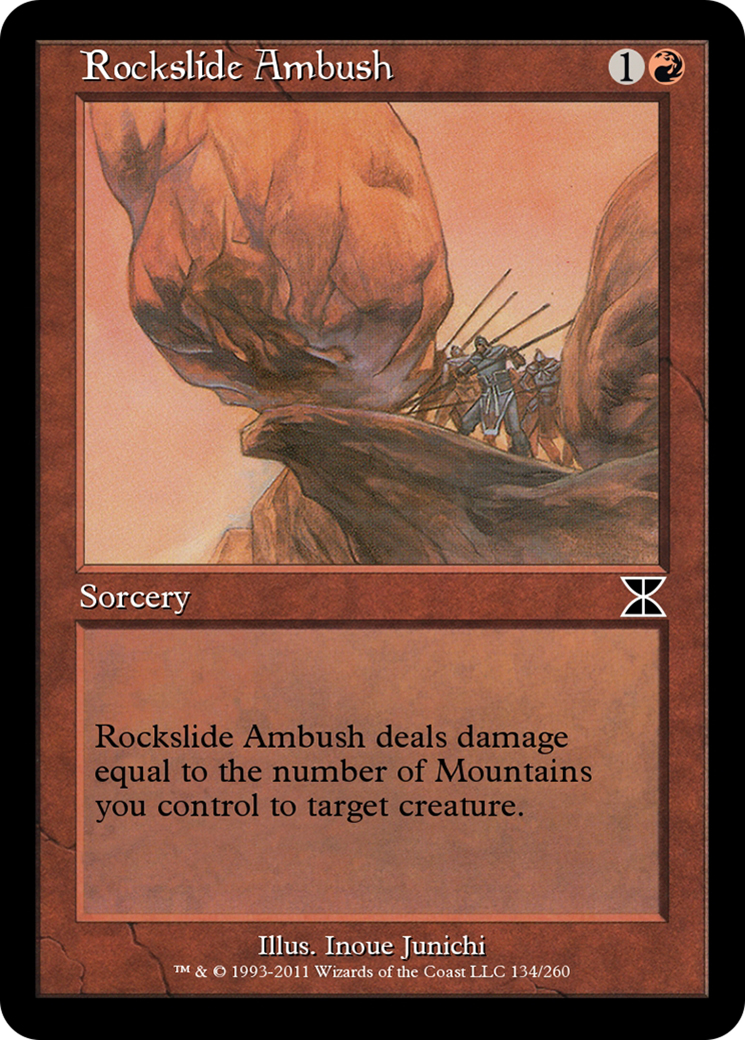 Rockslide Ambush
1
Sorcery
Rockslide Ambush deals damage
equal to the number of Mountains
you control to target creature.
Illus. Inoue Junichi
™ & © 1993-2011 Wizards of the Coast LLC 134/260